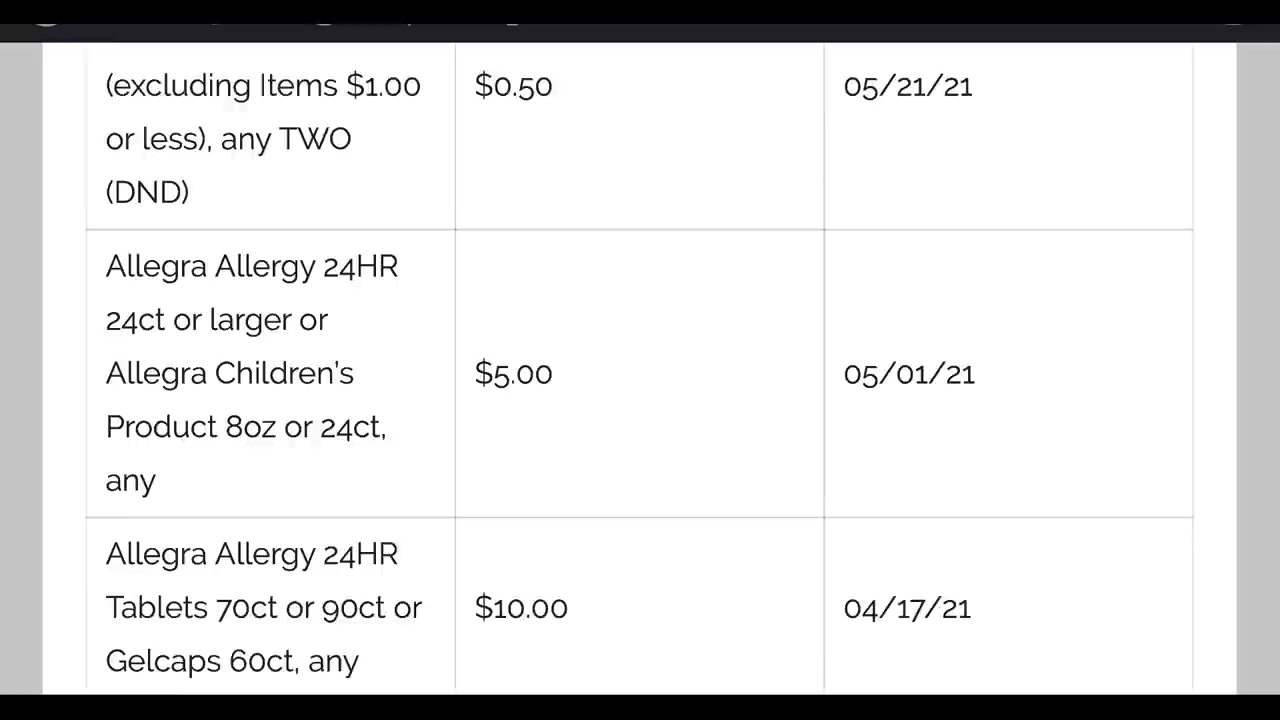 (excluding Items $1.00
or less), any TWO
(DND)
$0.50
05/21/21
Allegra Allergy 24HR
24ct or larger or
Allegra Children's
Product 8oz or 24ct,
any
$5.00
05/01/21
Allegra Allergy 24HR
Tablets 70ct or 90ct or
Gelcaps 60ct, any
$10.00
04/17/21